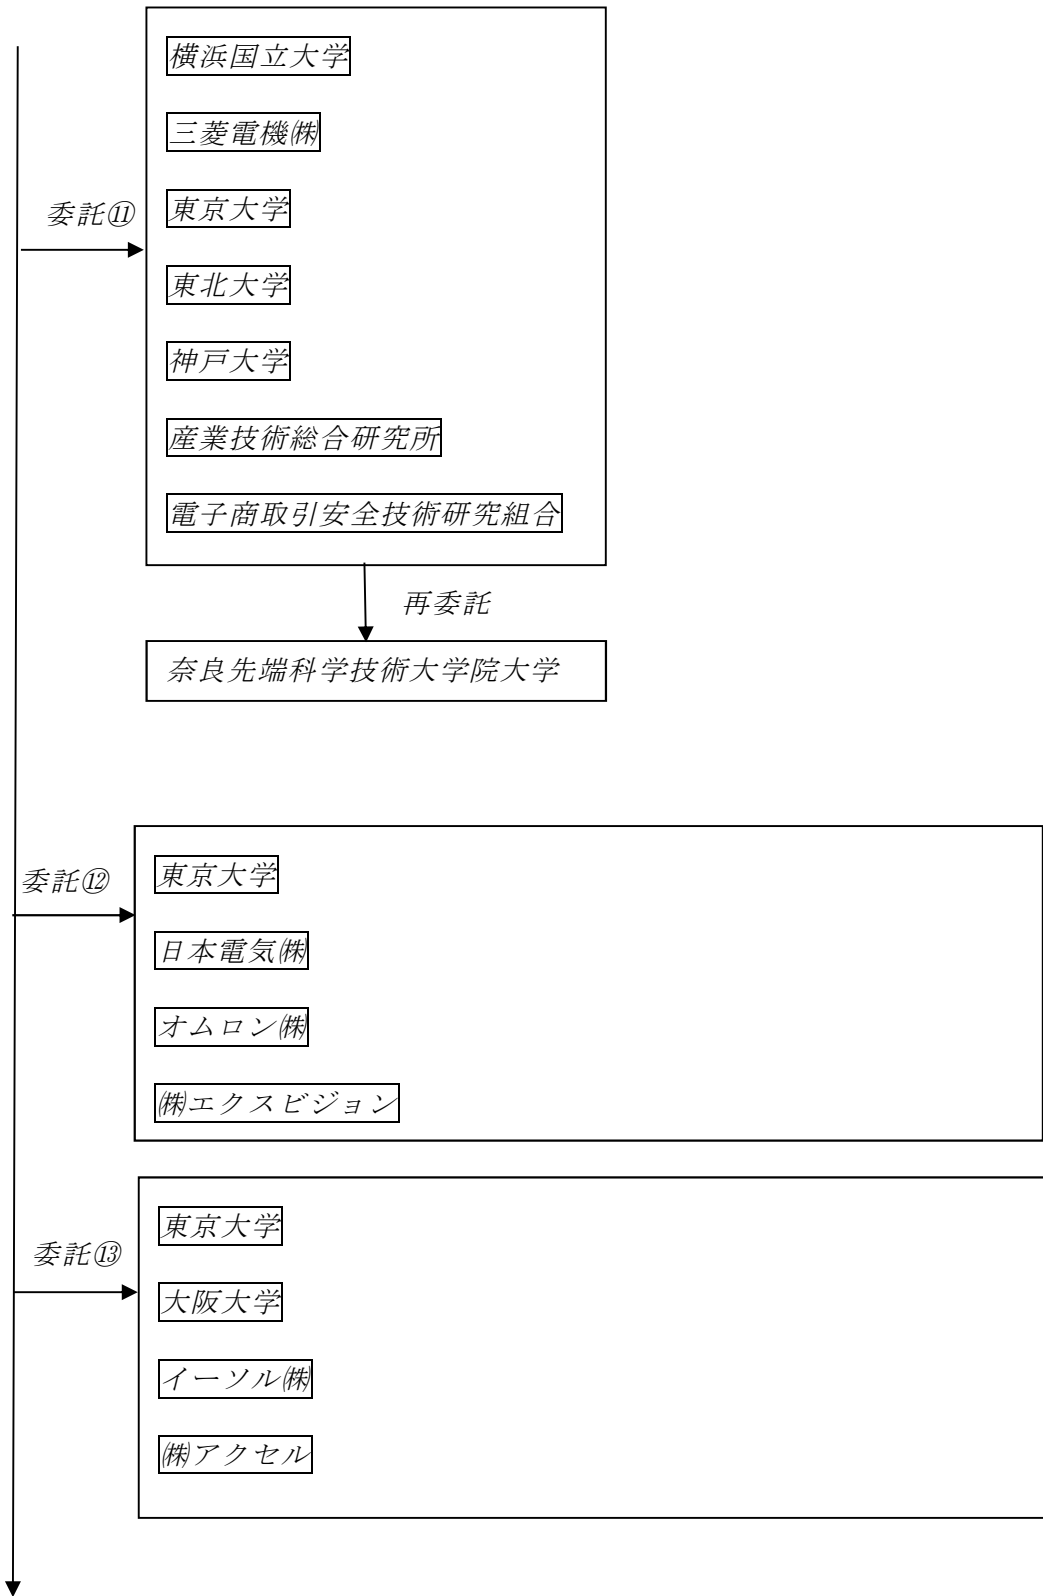 横浜国立大学
三菱電機㈱
委託⑪
東京大学
東北大学
神戸大学
産業技術総合研究所
電子商取引安全技術研究組合
再委託
奈良先端科学技術大学院大学
委託⑫
東京大学
日本電気㈱
オムロン㈱
㈱エクスビジョン
委託⑬
東京大学
大阪大学
イーソル㈱
㈱アクセル